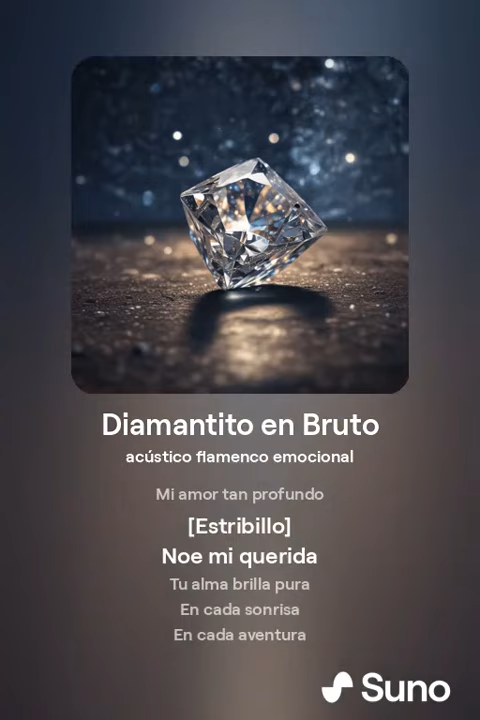 Diamantito en Bruto
acústico flamenco emocional
Mi amor tan profundo
[Estribillo]
Noe mi querida
Tu alma brilla pura
En cada sonrisa
En cada aventura
Suno